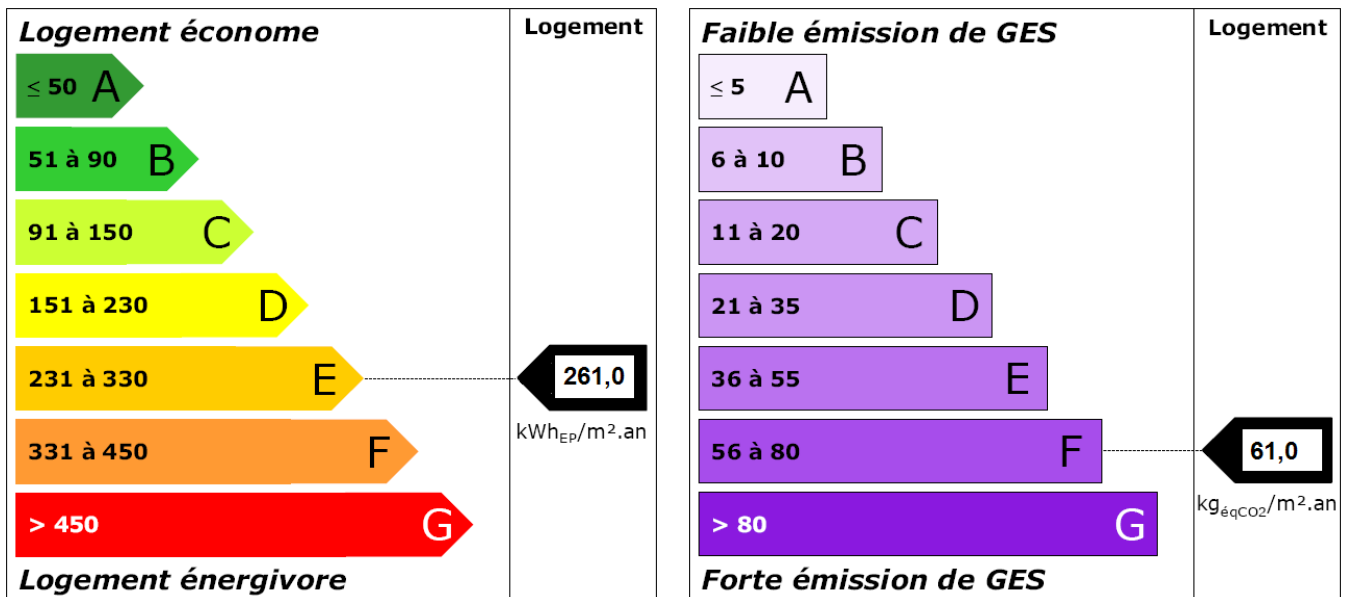 Logement économe
Logement
≤ 50 A
51 à 90 B
91 à 150 C
151 à 230 D
231 à 330 E
261,0
kWhEP/m².an
331 à 450 F
> 450 G
Logement énergivore
Faible émission de GES
Logement
≤ 5 A
6 à 10 B
11 à 20 C
21 à 35 D
36 à 55 E
56 à 80 F
61,0
kgéqCO2/m².an
> 80 G
Forte émission de GES